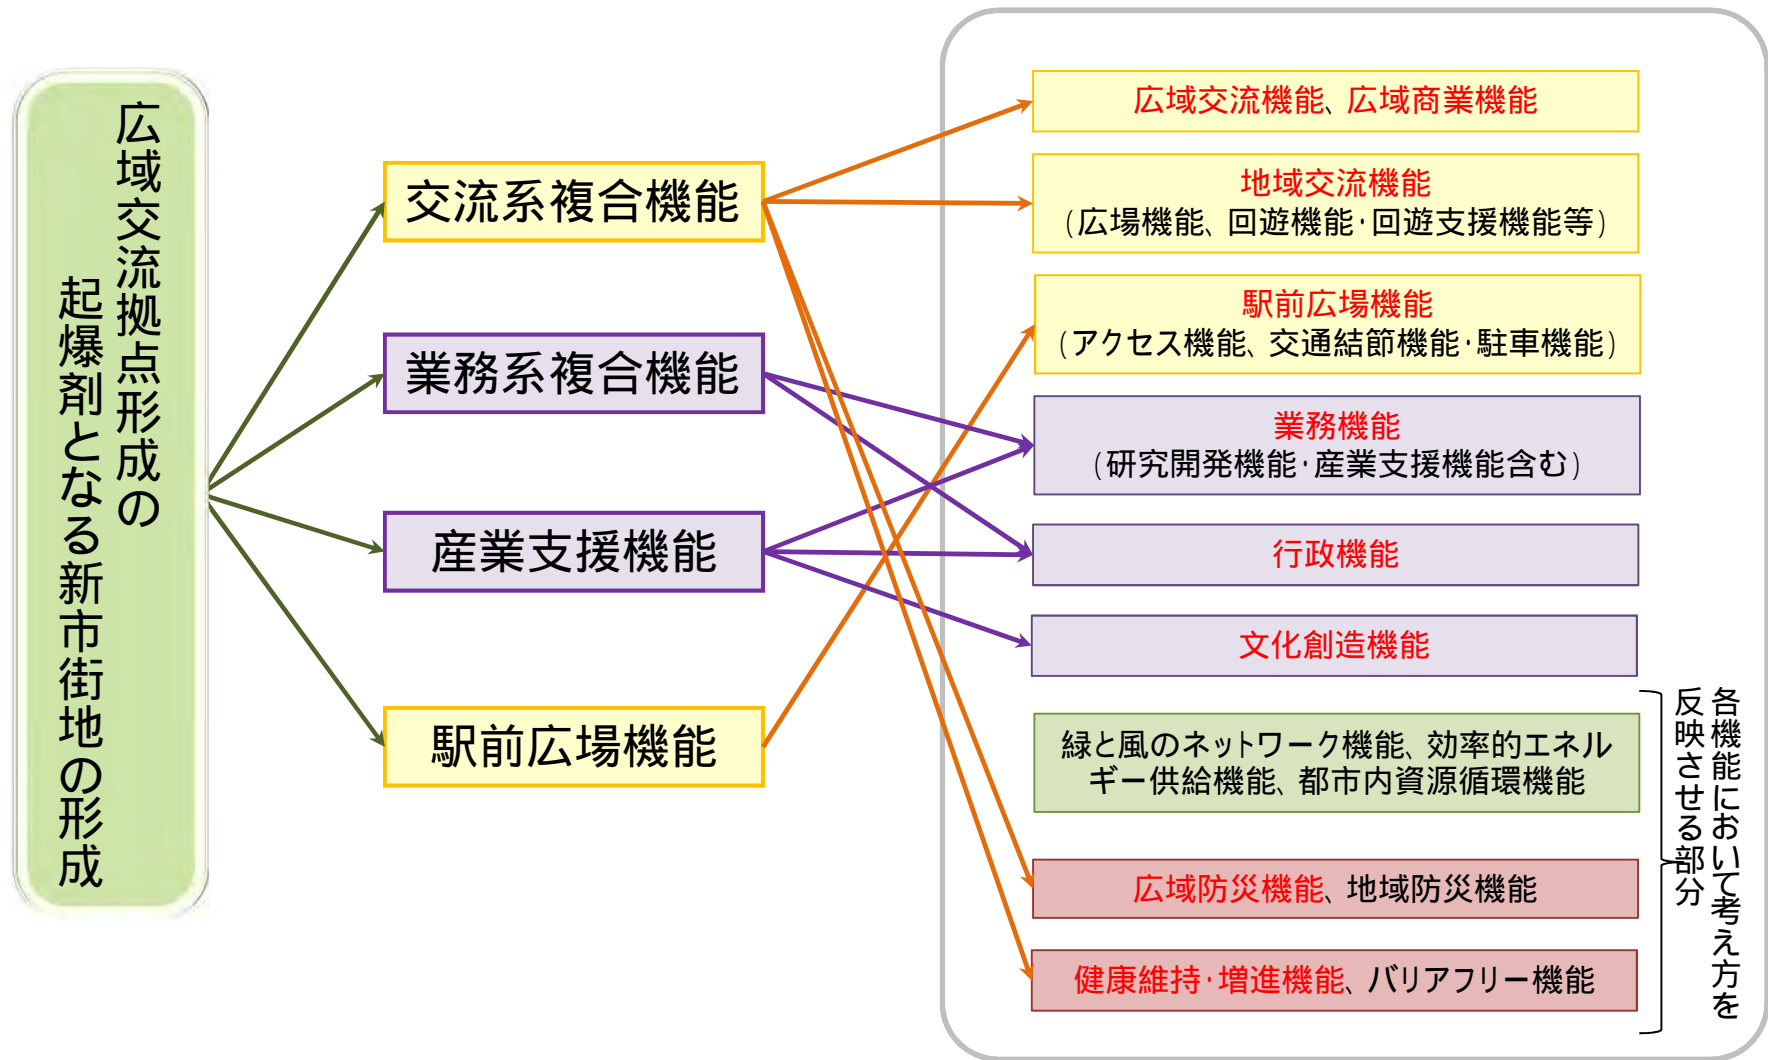 広域交流拠点形成の
起爆剤となる新市街地の形成
交流系複合機能
業務系複合機能
産業支援機能
駅前広場機能
広域交流機能、広域商業機能
地域交流機能
(広場機能、回遊機能・回遊支援機能等)
駅前広場機能
(アクセス機能、交通結節機能・駐車機能)
業務機能
(研究開発機能・産業支援機能含む)
行政機能
文化創造機能
緑と風のネットワーク機能、効率的エネル
ギー供給機能、都市内資源循環機能
広域防災機能、地域防災機能
健康維持・増進機能、バリアフリー機能
各機能において考え方を
反映させる部分